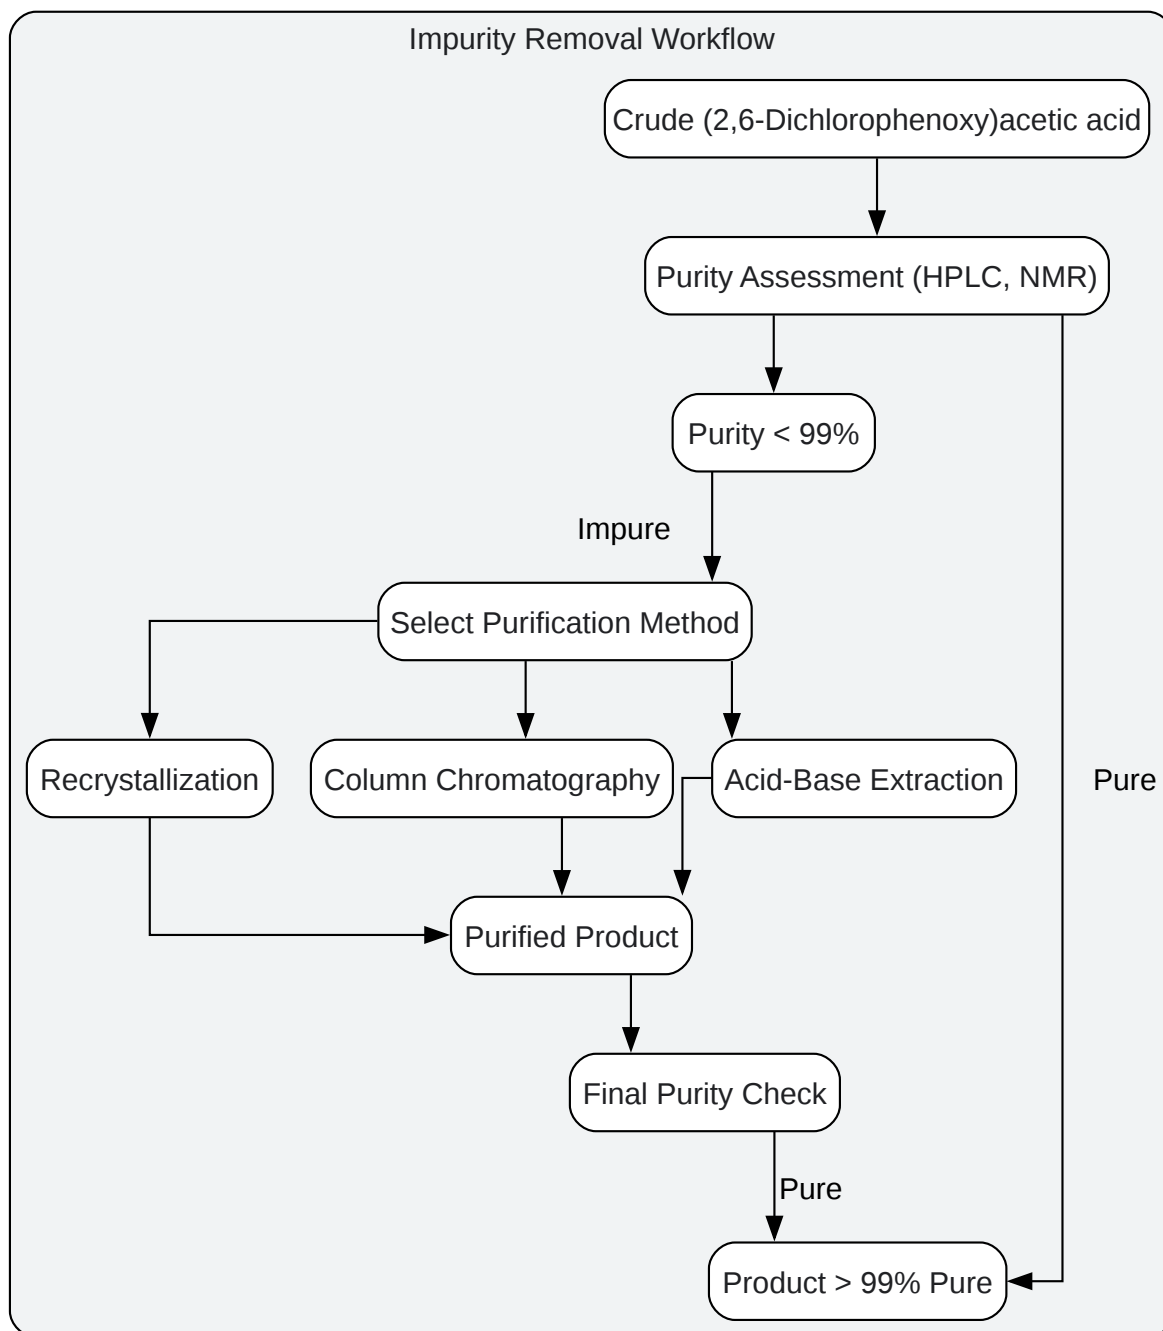 Impurity Removal Workflow
Crude (2,6-Dichlorophenoxy)acetic acid
Purity Assessment (HPLC, NMR)
Purity < 99%
Impure
Select Purification Method
Recrystallization
Column Chromatography
Acid-Base Extraction
Pure
Purified Product
Final Purity Check
Pure
Product > 99% Pure